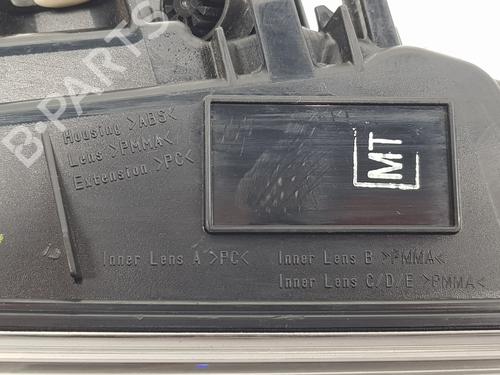 B-PARTS
Housing >ABS<
Lens >PMMA<
Extension >PC<
MT
Inner Lens A >PC<
Inner Lens B >PMMA<
Inner Lens C/D/E >PMMA<